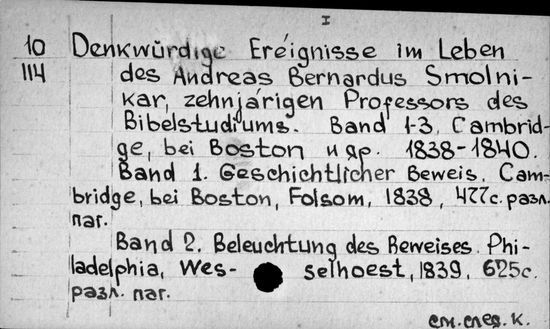 I
10 Denkwürdige Eréignisse im Leben
114 des Andreas Bernardus Smolni-
kar, zehnjárigen Professors des
Bibelstudiums. Band 1-3. Cambrid-
ge, bei Boston и др. 1838-1840.
Band 1. Geschichtlicher Beweis. Cam-
bridge, bei Boston, Folsom, 1838, 477с. разл.
паг.
Band 2. Beleuchtung des Beweises. Phi-
ladelphia, Wes- selhoest, 1839. 625с.
разл. паг.
см. след. К.